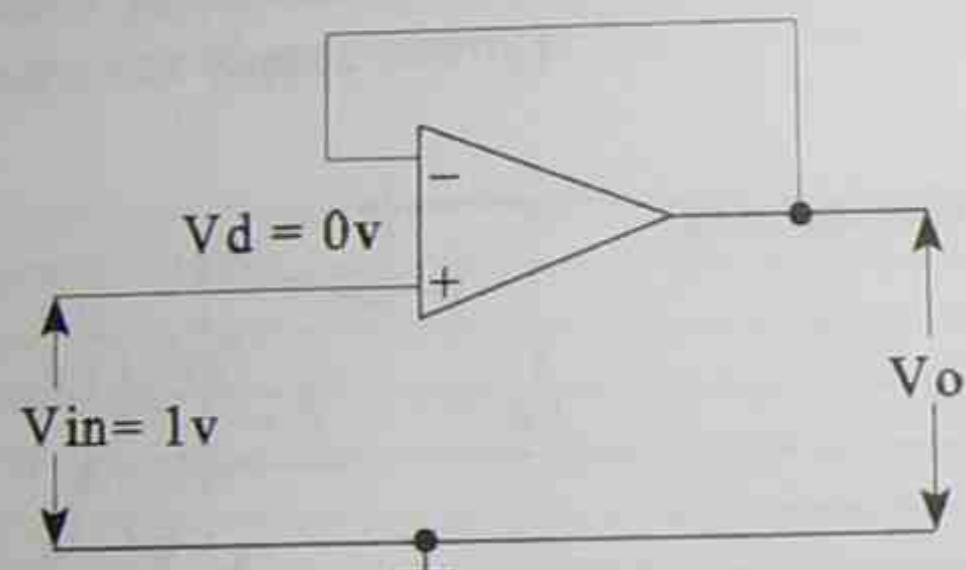 −
Vd = 0v
+
Vin= 1v
Vo